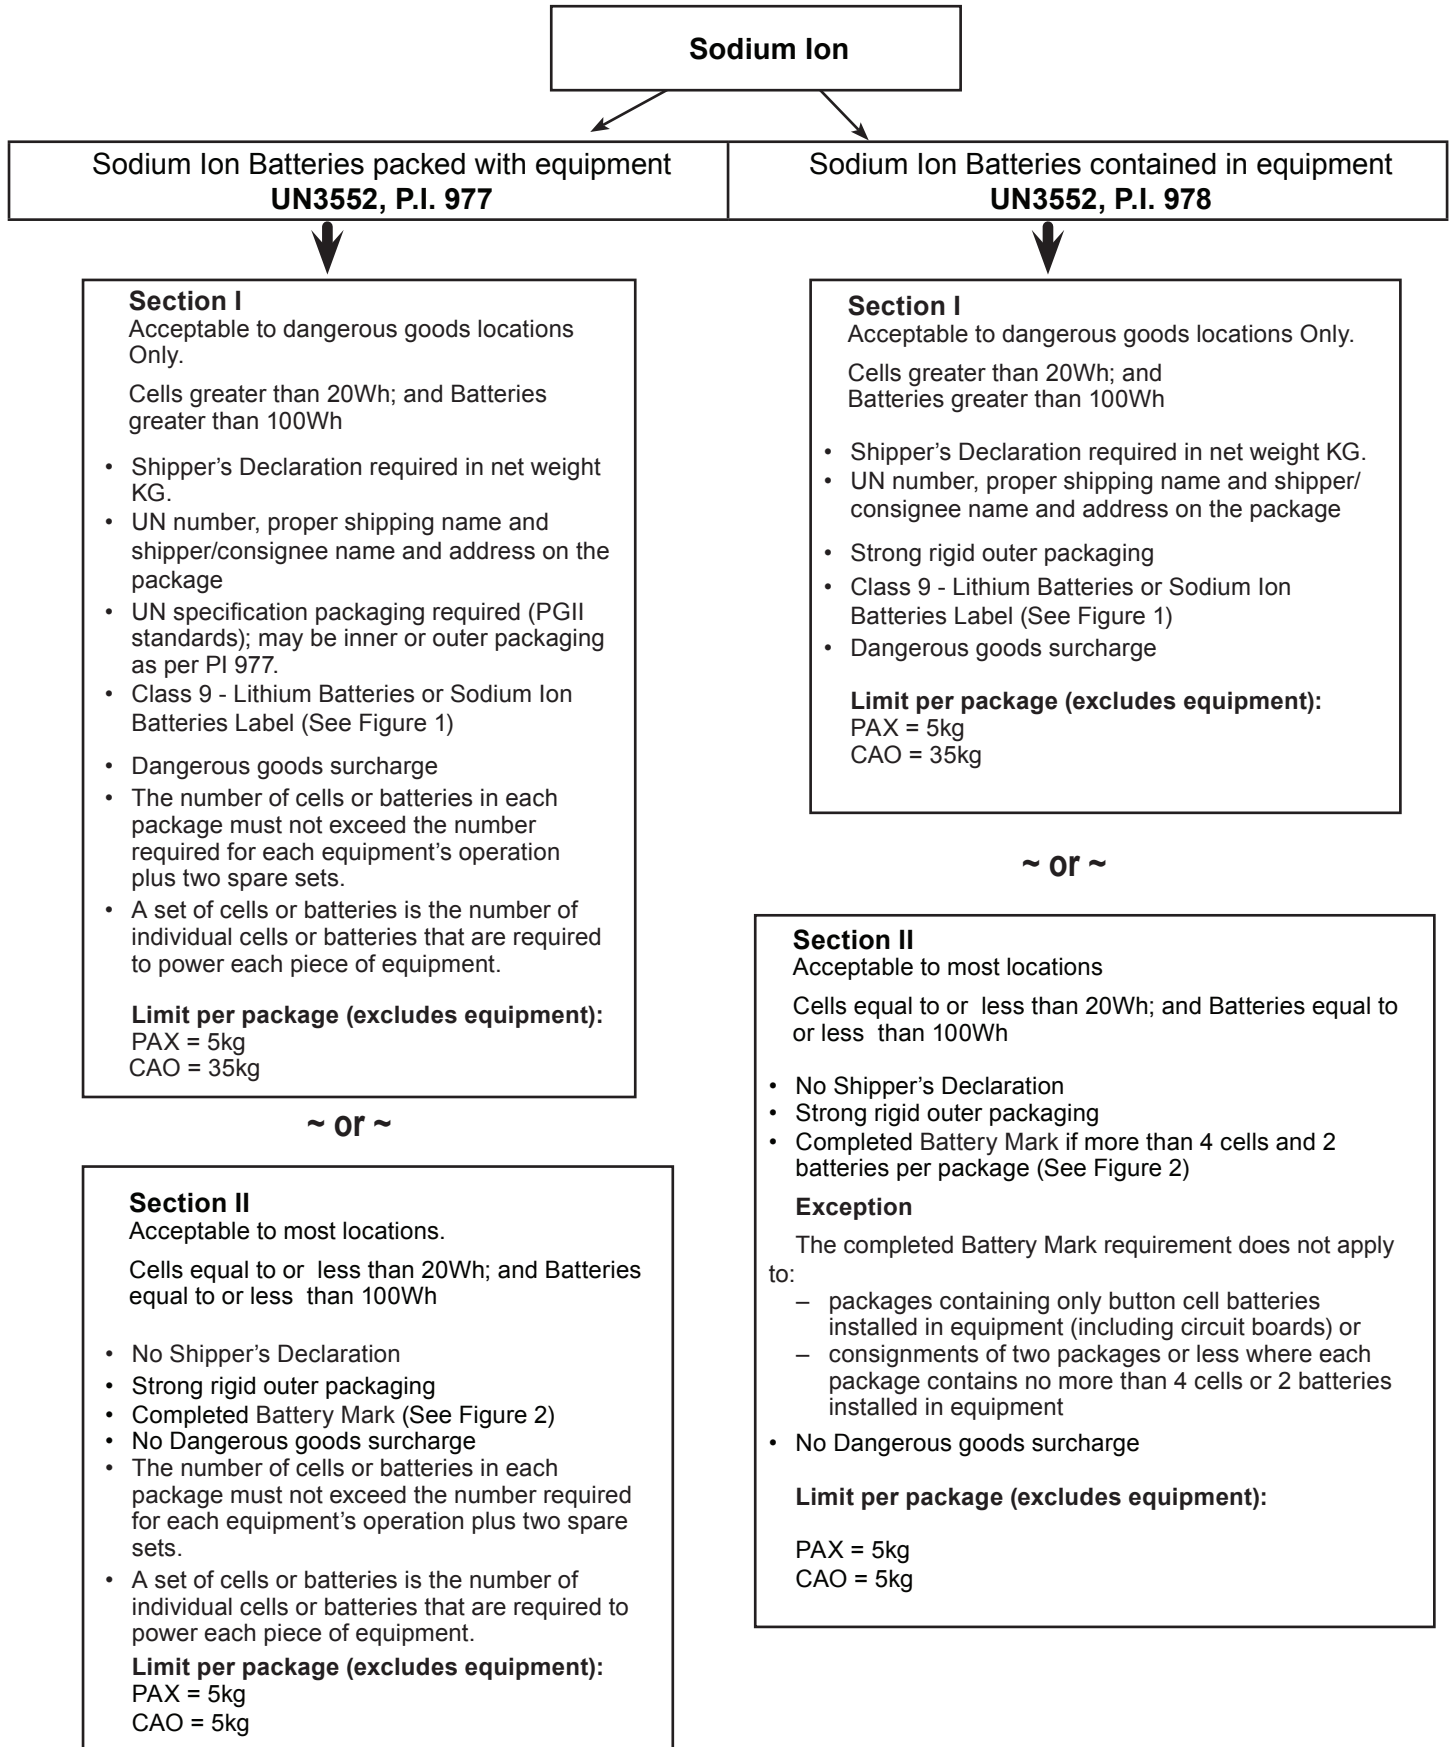 Sodium Ion
Sodium Ion Batteries packed with equipment
UN3552, P.I. 977
Sodium Ion Batteries contained in equipment
UN3552, P.I. 978
Section I
Acceptable to dangerous goods locations
Only.
Cells greater than 20Wh; and Batteries
greater than 100Wh
• Shipper's Declaration required in net weight
KG.
• UN number, proper shipping name and
shipper/consignee name and address on the
package
• UN specification packaging required (PGII
standards); may be inner or outer packaging
as per PI 977.
• Class 9 - Lithium Batteries or Sodium Ion
Batteries Label (See Figure 1)
• Dangerous goods surcharge
• The number of cells or batteries in each
package must not exceed the number
required for each equipment's operation
plus two spare sets.
• A set of cells or batteries is the number of
individual cells or batteries that are required
to power each piece of equipment.
Limit per package (excludes equipment):
PAX = 5kg
CAO = 35kg
~ or ~
Section II
Acceptable to most locations.
Cells equal to or  less than 20Wh; and Batteries
equal to or less  than 100Wh
• No Shipper's Declaration
• Strong rigid outer packaging
• Completed Battery Mark (See Figure 2)
• No Dangerous goods surcharge
• The number of cells or batteries in each
package must not exceed the number required
for each equipment's operation plus two spare
sets.
• A set of cells or batteries is the number of
individual cells or batteries that are required to
power each piece of equipment.
Limit per package (excludes equipment):
PAX = 5kg
CAO = 5kg
Section I
Acceptable to dangerous goods locations Only.
Cells greater than 20Wh; and
Batteries greater than 100Wh
• Shipper's Declaration required in net weight KG.
• UN number, proper shipping name and shipper/
consignee name and address on the package
• Strong rigid outer packaging
• Class 9 - Lithium Batteries or Sodium Ion
Batteries Label (See Figure 1)
• Dangerous goods surcharge
Limit per package (excludes equipment):
PAX = 5kg
CAO = 35kg
~ or ~
Section II
Acceptable to most locations
Cells equal to or  less than 20Wh; and Batteries equal to
or less  than 100Wh
• No Shipper's Declaration
• Strong rigid outer packaging
• Completed Battery Mark if more than 4 cells and 2
batteries per package (See Figure 2)
Exception
The completed Battery Mark requirement does not apply
to:
– packages containing only button cell batteries
installed in equipment (including circuit boards) or
– consignments of two packages or less where each
package contains no more than 4 cells or 2 batteries
installed in equipment
• No Dangerous goods surcharge
Limit per package (excludes equipment):
PAX = 5kg
CAO = 5kg